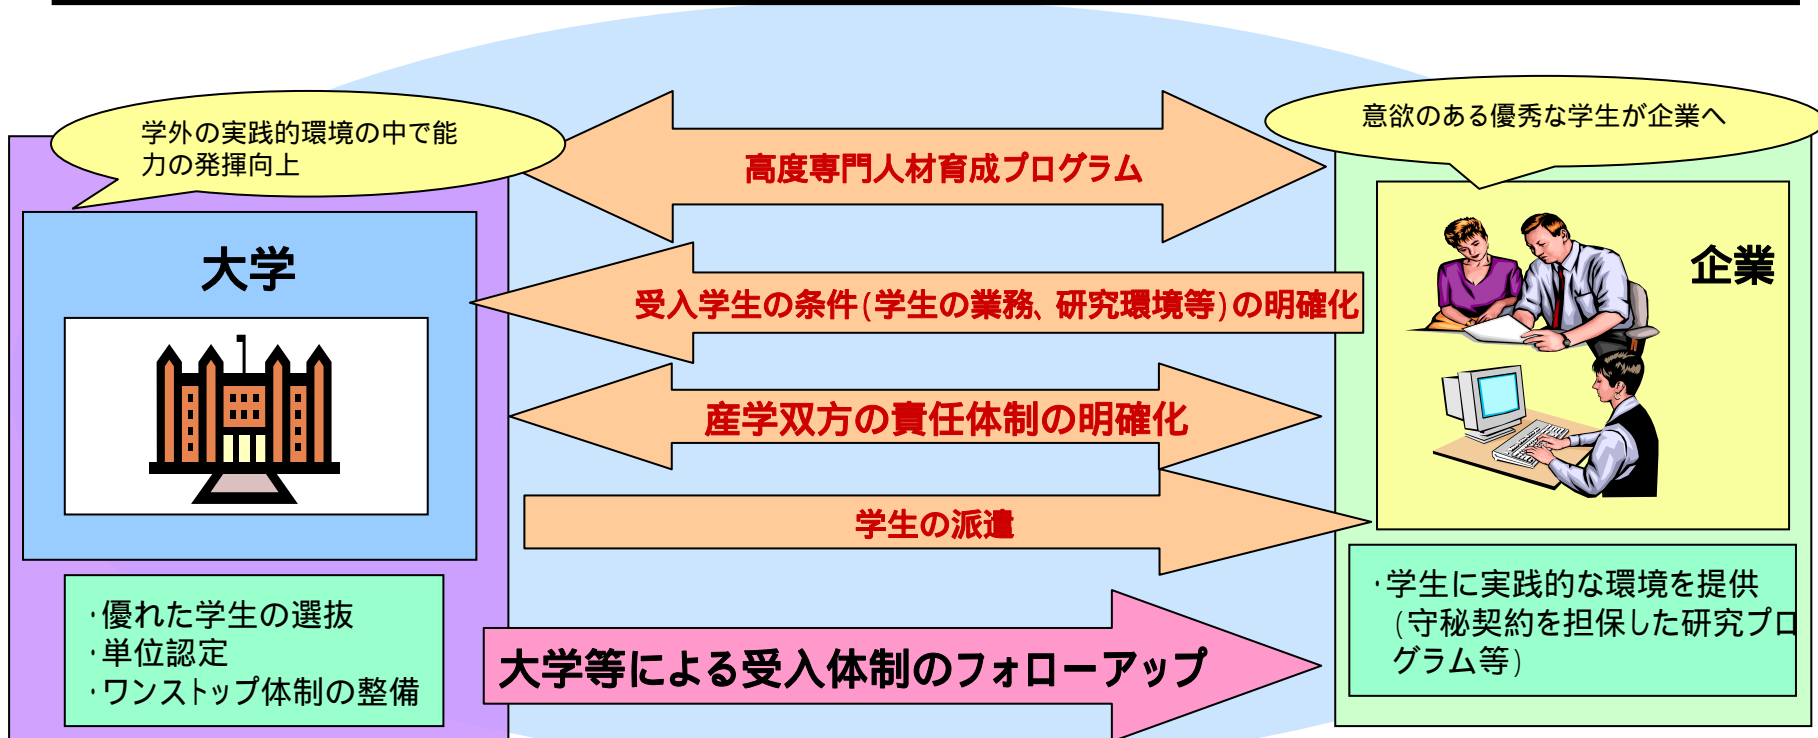 学外の実践的環境の中で能
力の発揮向上
意欲のある優秀な学生が企業へ
高度専門人材育成プログラム
大学
企業
受入学生の条件(学生の業務、研究環境等)の明確化
産学双方の責任体制の明確化
学生の派遣
・優れた学生の選抜
・単位認定
・ワンストップ体制の整備
大学等による受入体制のフォローアップ
・学生に実践的な環境を提供
(守秘契約を担保した研究プロ
グラム等)